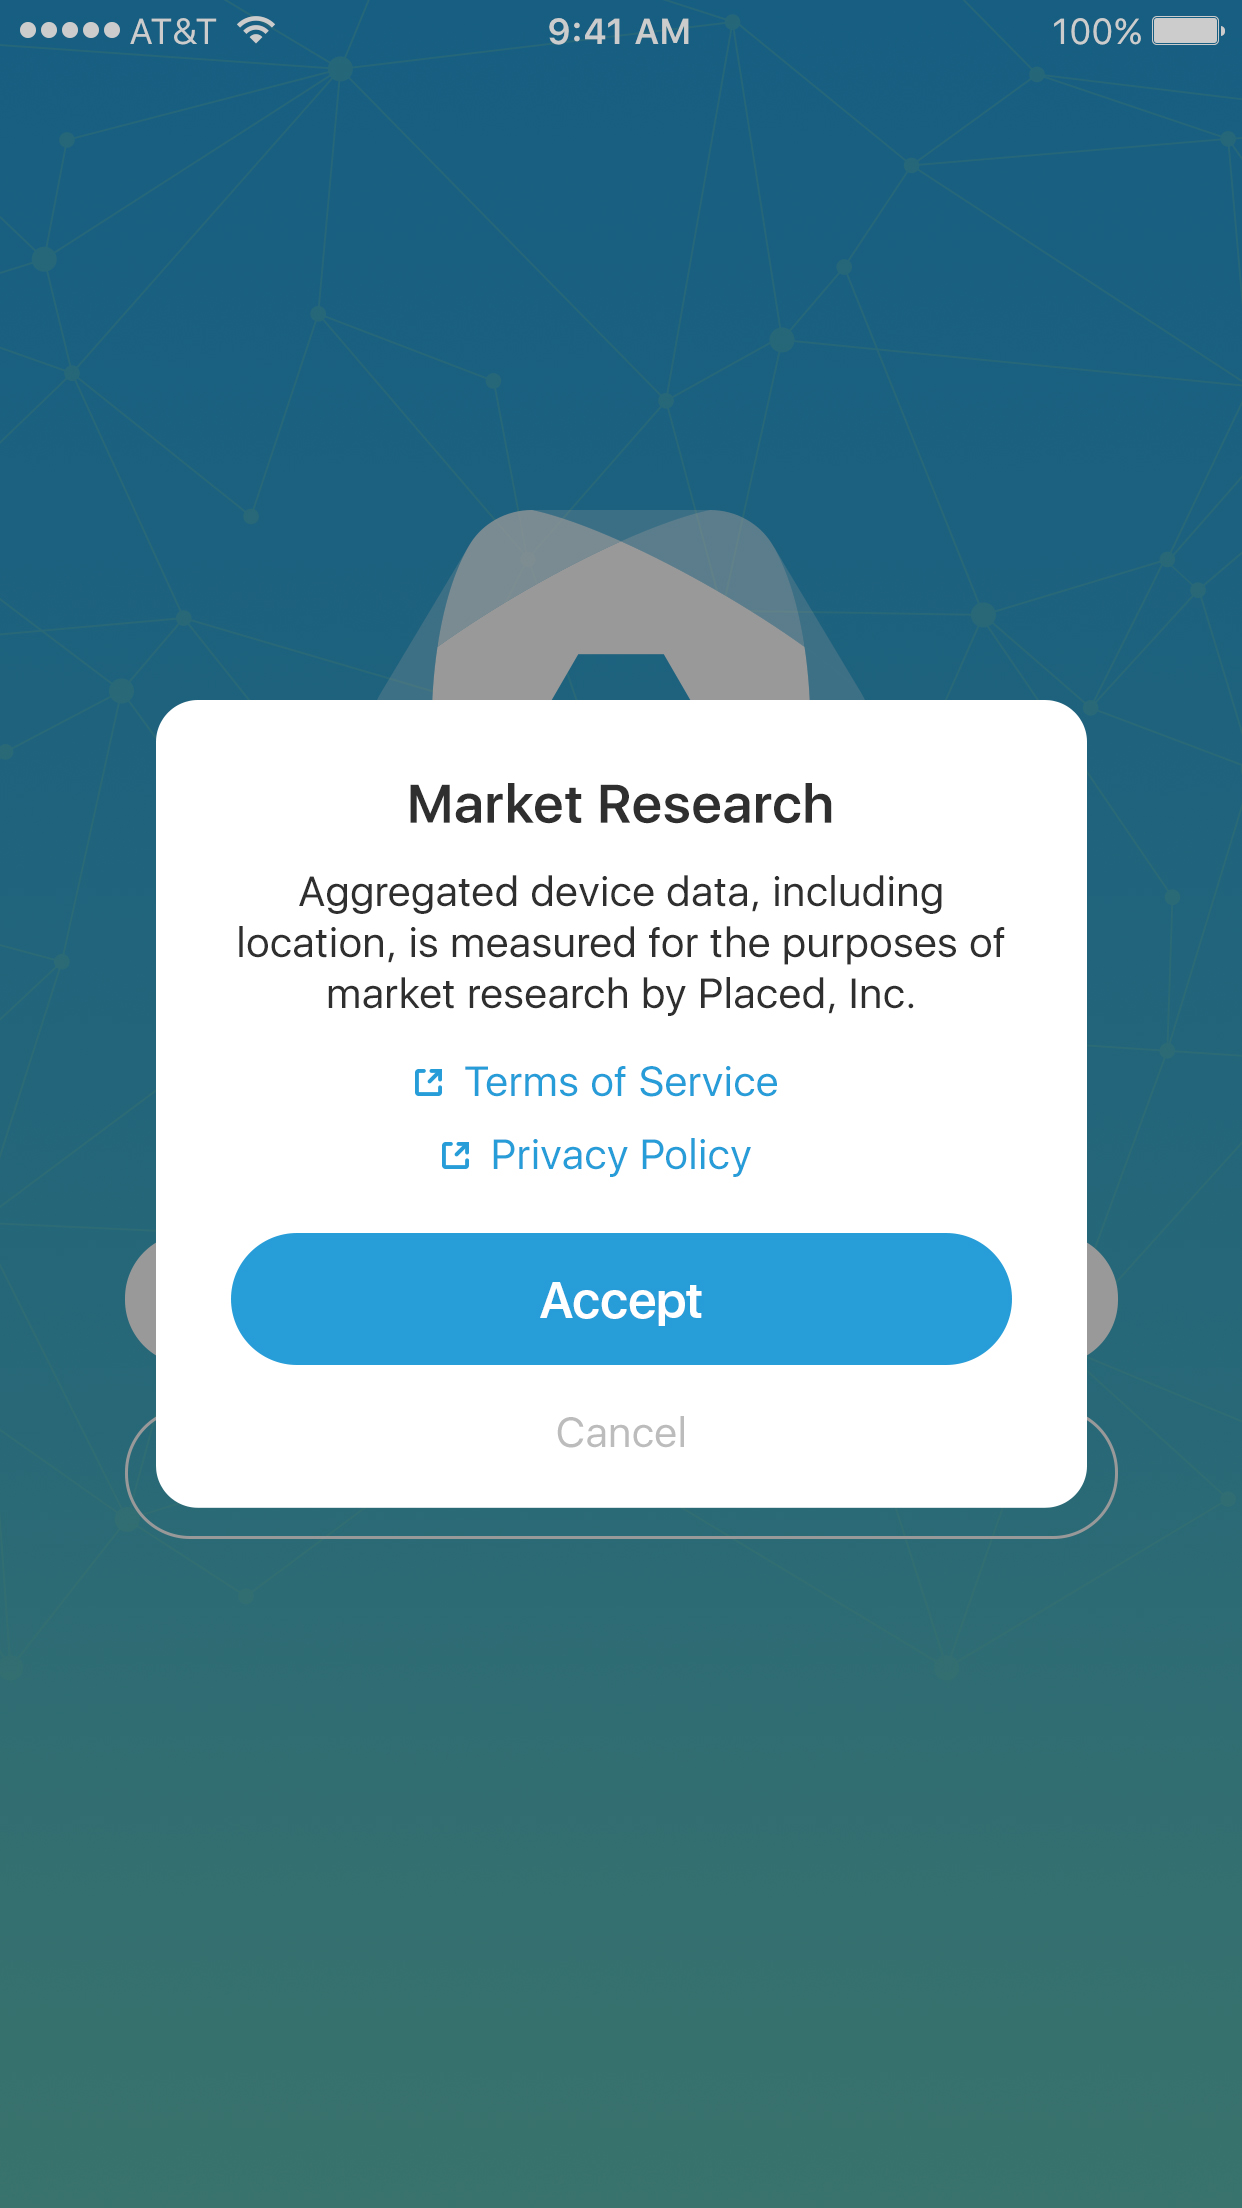 AT&T 9:41 AM 100%
Market Research
Aggregated device data, including
location, is measured for the purposes of
market research by Placed, Inc.
Terms of Service
Privacy Policy
Accept
Cancel